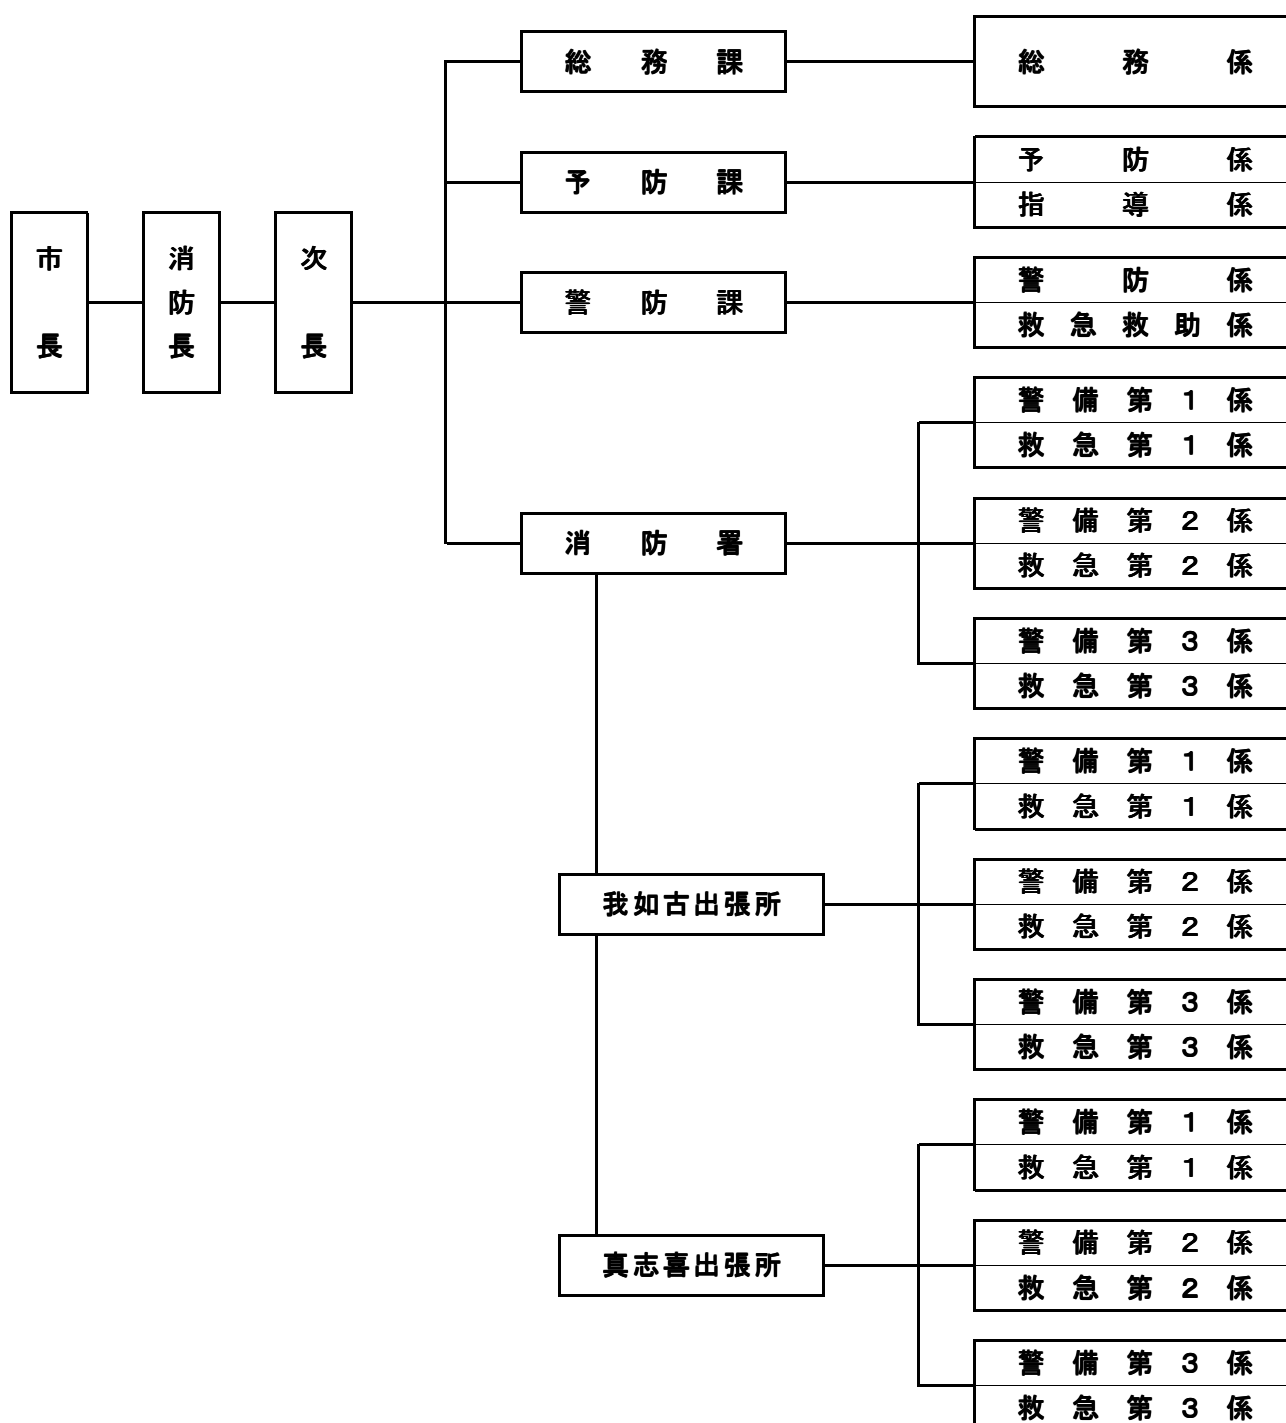 市長
消防長
次長
総務課
総務係
予防課
予防係
指導係
警防課
警防係
救急救助係
消防署
警備第1係
救急第1係
警備第2係
救急第2係
警備第3係
救急第3係
我如古出張所
警備第1係
救急第1係
警備第2係
救急第2係
警備第3係
救急第3係
真志喜出張所
警備第1係
救急第1係
警備第2係
救急第2係
警備第3係
救急第3係